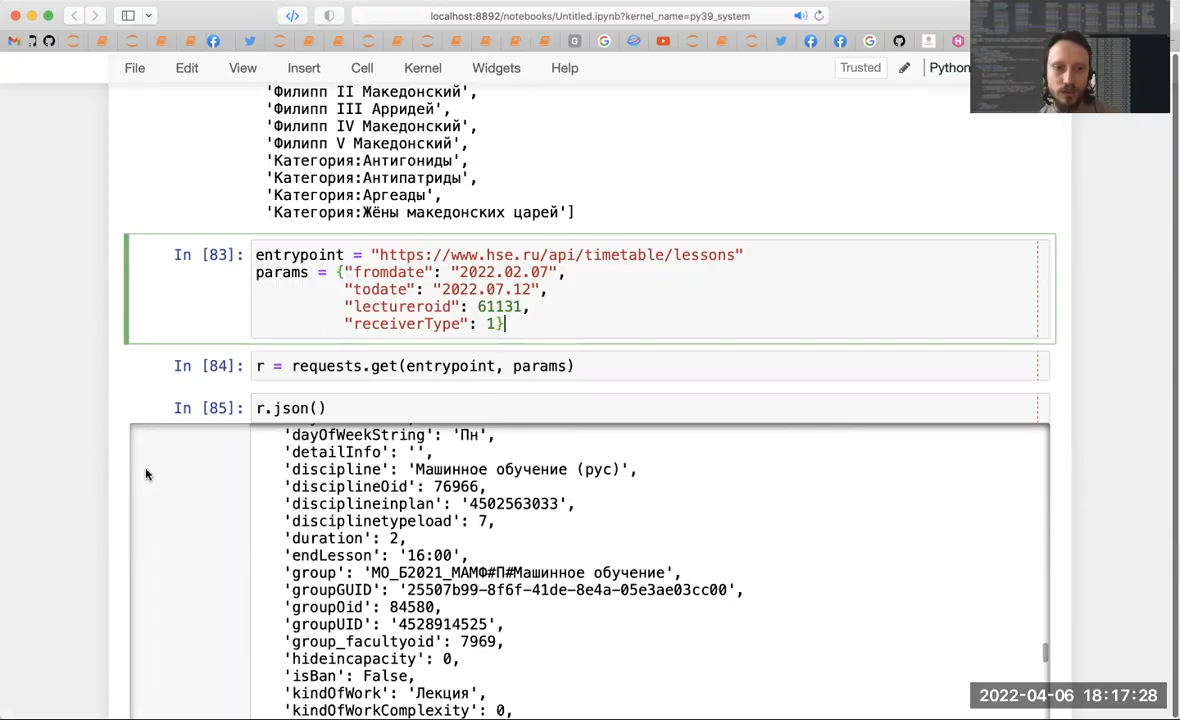 localhost:8892/notebooks/Untitled.ipynb?kernel_name=py39_system
File Edit View Insert Cell Kernel Widgets Help Trusted Python
'Филипп II Македонский',
'Филипп III Арридей',
'Филипп IV Македонский',
'Филипп V Македонский',
'Категория:Антигониды',
'Категория:Антипатриды',
'Категория:Аргеады',
'Категория:Жёны македонских царей']
In [83]: entrypoint = "https://www.hse.ru/api/timetable/lessons"
params = {"fromdate": "2022.02.07",
"todate": "2022.07.12",
"lectureroid": 61131,
"receiverType": 1}
In [84]: r = requests.get(entrypoint, params)
In [85]: r.json()
'dayOfWeekString': 'Пн',
'detailInfo': '',
'discipline': 'Машинное обучение (рус)',
'disciplineOid': 76966,
'disciplineinplan': '4502563033',
'disciplinetypeload': 7,
'duration': 2,
'endLesson': '16:00',
'group': 'МО_Б2021_МАМФ#П#Машинное обучение',
'groupGUID': '25507b99-8f6f-41de-8e4a-05e3ae03cc00',
'groupOid': 84580,
'groupUID': '4528914525',
'group_facultyoid': 7969,
'hideincapacity': 0,
'isBan': False,
'kindOfWork': 'Лекция',
'kindOfWorkComplexity': 0,
2022-04-06 18:17:28